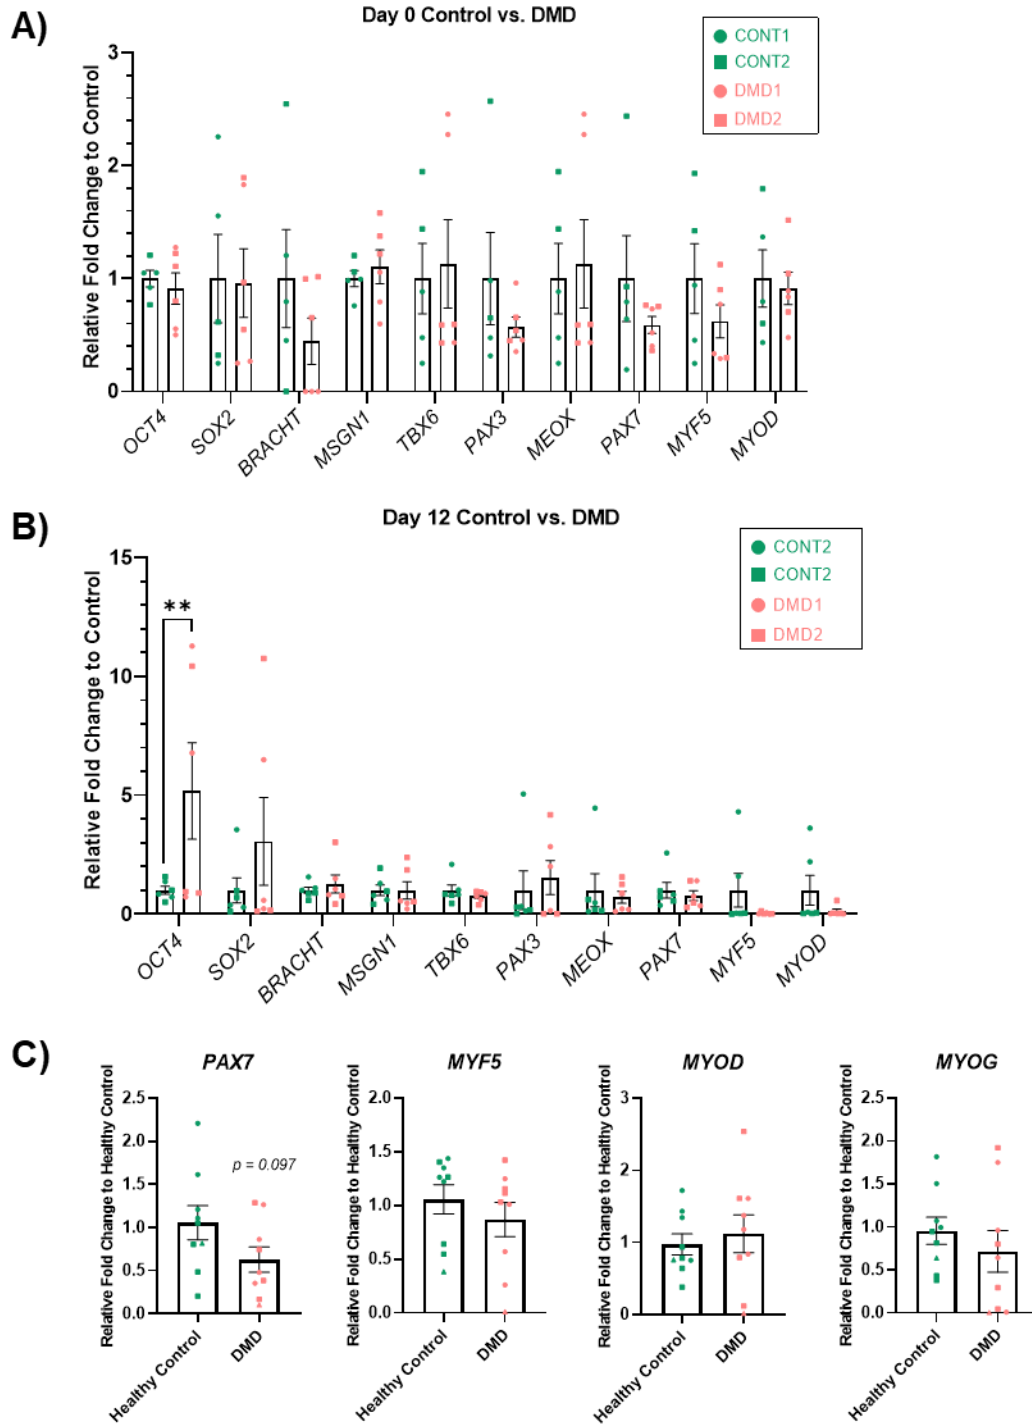 A)
Day 0 Control vs. DMD
CONT1
CONT2
DMD1
DMD2
Relative Fold Change to Control
3
2
1
0
OCT4
SOX2
BRACHT
MSGN1
TBX6
PAX3
MEOX
PAX7
MYF5
MYOD
B)
Day 12 Control vs. DMD
CONT2
CONT2
DMD1
DMD2
Relative Fold Change to Control
15
10
5
0
**
OCT4
SOX2
BRACHT
MSGN1
TBX6
PAX3
MEOX
PAX7
MYF5
MYOD
C)
PAX7
Relative Fold Change to Healthy Control
2.5
2.0
1.5
1.0
0.5
0.0
p = 0.097
Healthy Control
DMD
MYF5
Relative Fold Change to Healthy Control
2.0
1.5
1.0
0.5
0.0
Healthy Control
DMD
MYOD
Relative Fold Change to Healthy Control
3
2
1
0
Healthy Control
DMD
MYOG
Relative Fold Change to Healthy Control
2.5
2.0
1.5
1.0
0.5
0.0
Healthy Control
DMD